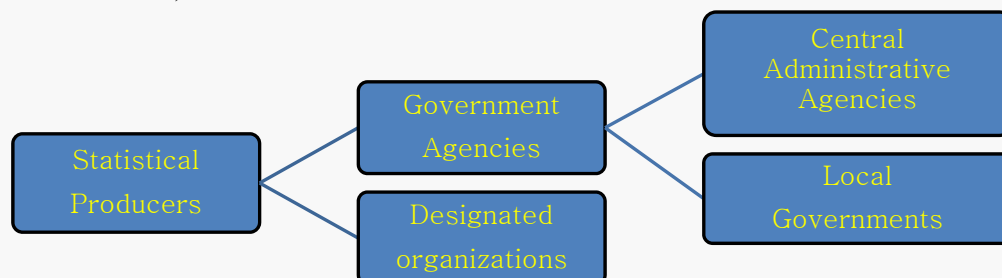 Statistical
Producers
Government
Agencies
Designated
organizations
Central
Administrative
Agencies
Local
Governments